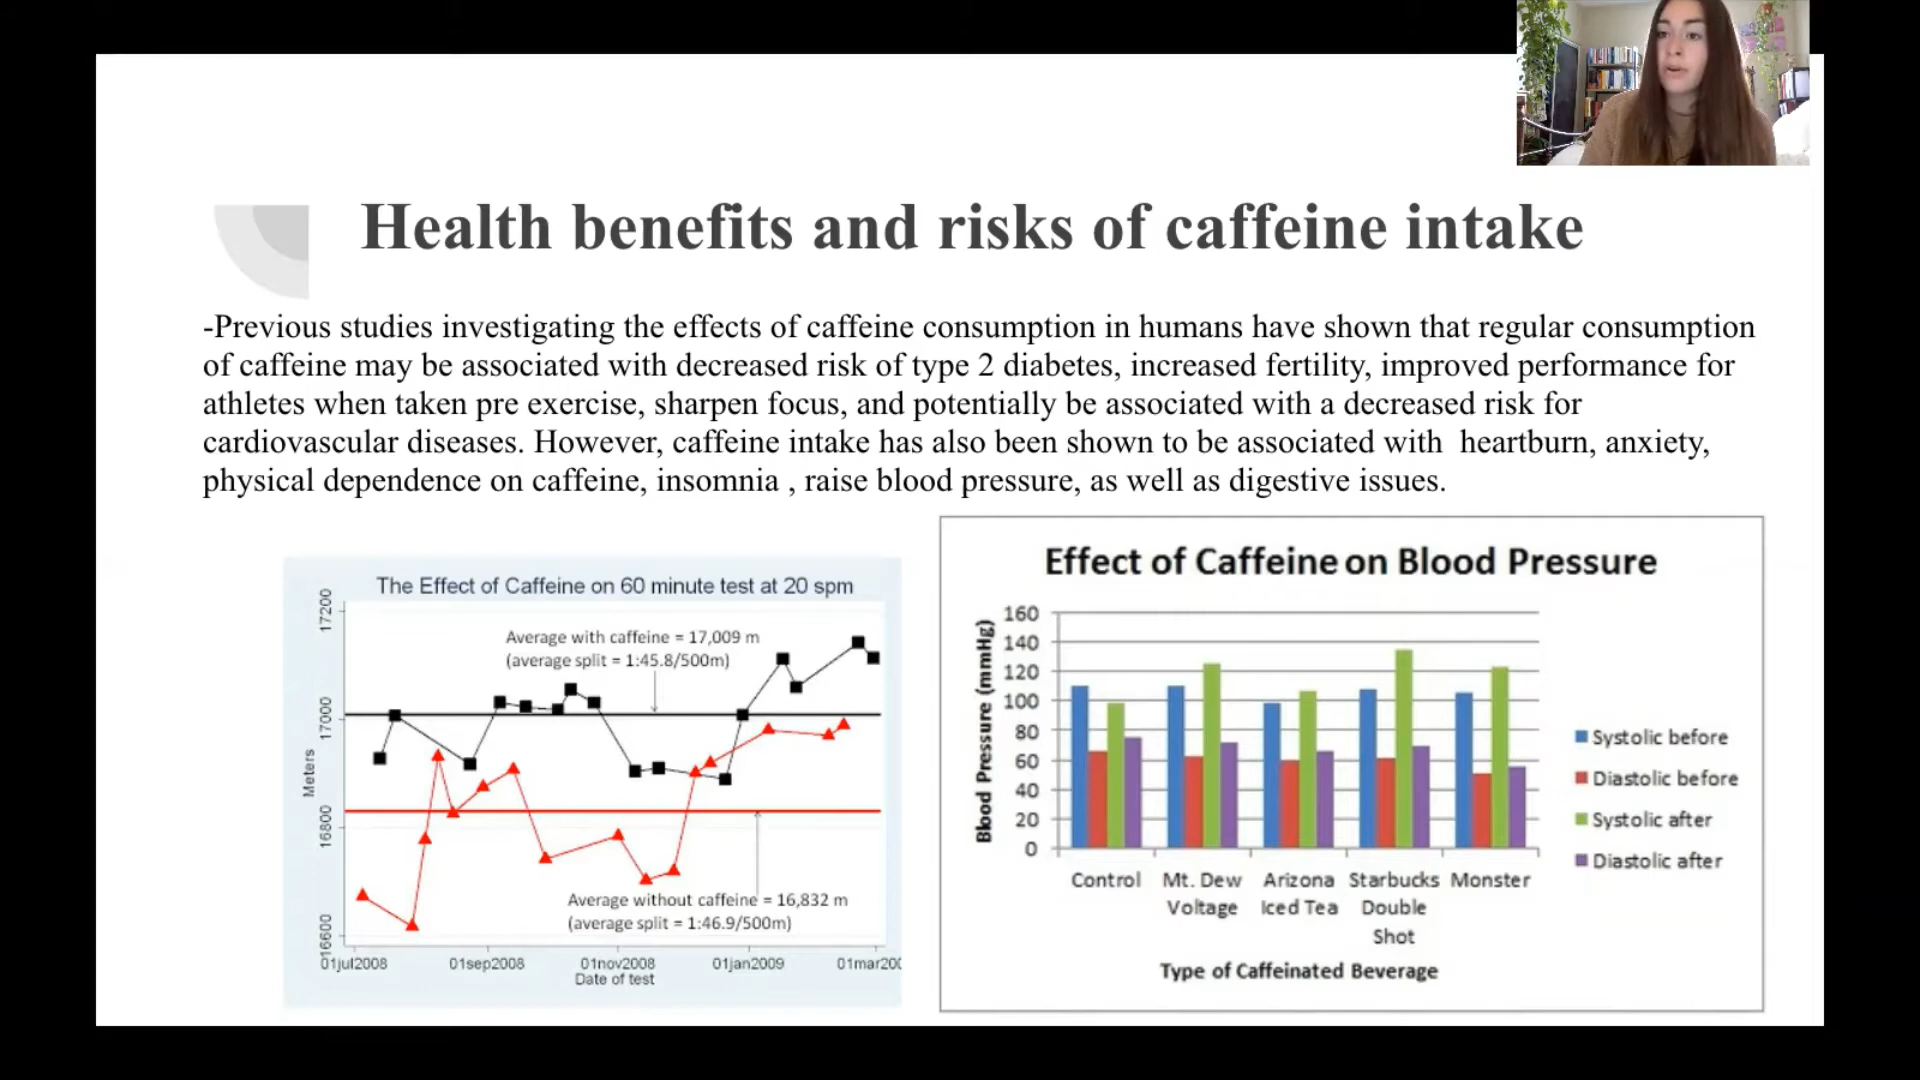 Health benefits and risks of caffeine intake
-Previous studies investigating the effects of caffeine consumption in humans have shown that regular consumption
of caffeine may be associated with decreased risk of type 2 diabetes, increased fertility, improved performance for
athletes when taken pre exercise, sharpen focus, and potentially be associated with a decreased risk for
cardiovascular diseases. However, caffeine intake has also been shown to be associated with  heartburn, anxiety,
physical dependence on caffeine, insomnia , raise blood pressure, as well as digestive issues.
The Effect of Caffeine on 60 minute test at 20 spm
Average with caffeine = 17,009 m
(average split = 1:45.8/500m)
Average without caffeine = 16,832 m
(average split = 1:46.9/500m)
Meters
17200
17000
16800
16600
01jul2008
01sep2008
01nov2008
01jan2009
01mar200
Date of test
Effect of Caffeine on Blood Pressure
Blood Pressure (mmHg)
160
140
120
100
80
60
40
20
0
Control
Mt. Dew
Voltage
Arizona
Iced Tea
Starbucks
Double
Shot
Monster
Type of Caffeinated Beverage
Systolic before
Diastolic before
Systolic after
Diastolic after